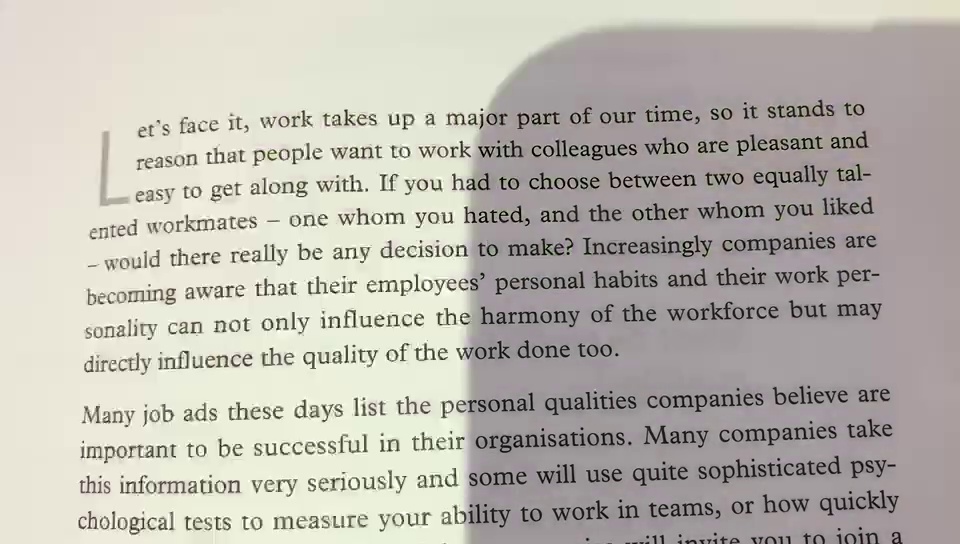 Let's face it, work takes up a major part of our time, so it stands to
reason that people want to work with colleagues who are pleasant and
easy to get along with. If you had to choose between two equally tal-
ented workmates – one whom you hated, and the other whom you liked
– would there really be any decision to make? Increasingly companies are
becoming aware that their employees' personal habits and their work per-
sonality can not only influence the harmony of the workforce but may
directly influence the quality of the work done too.
Many job ads these days list the personal qualities companies believe are
important to be successful in their organisations. Many companies take
this information very seriously and some will use quite sophisticated psy-
chological tests to measure your ability to work in teams, or how quickly
will invite you to join a